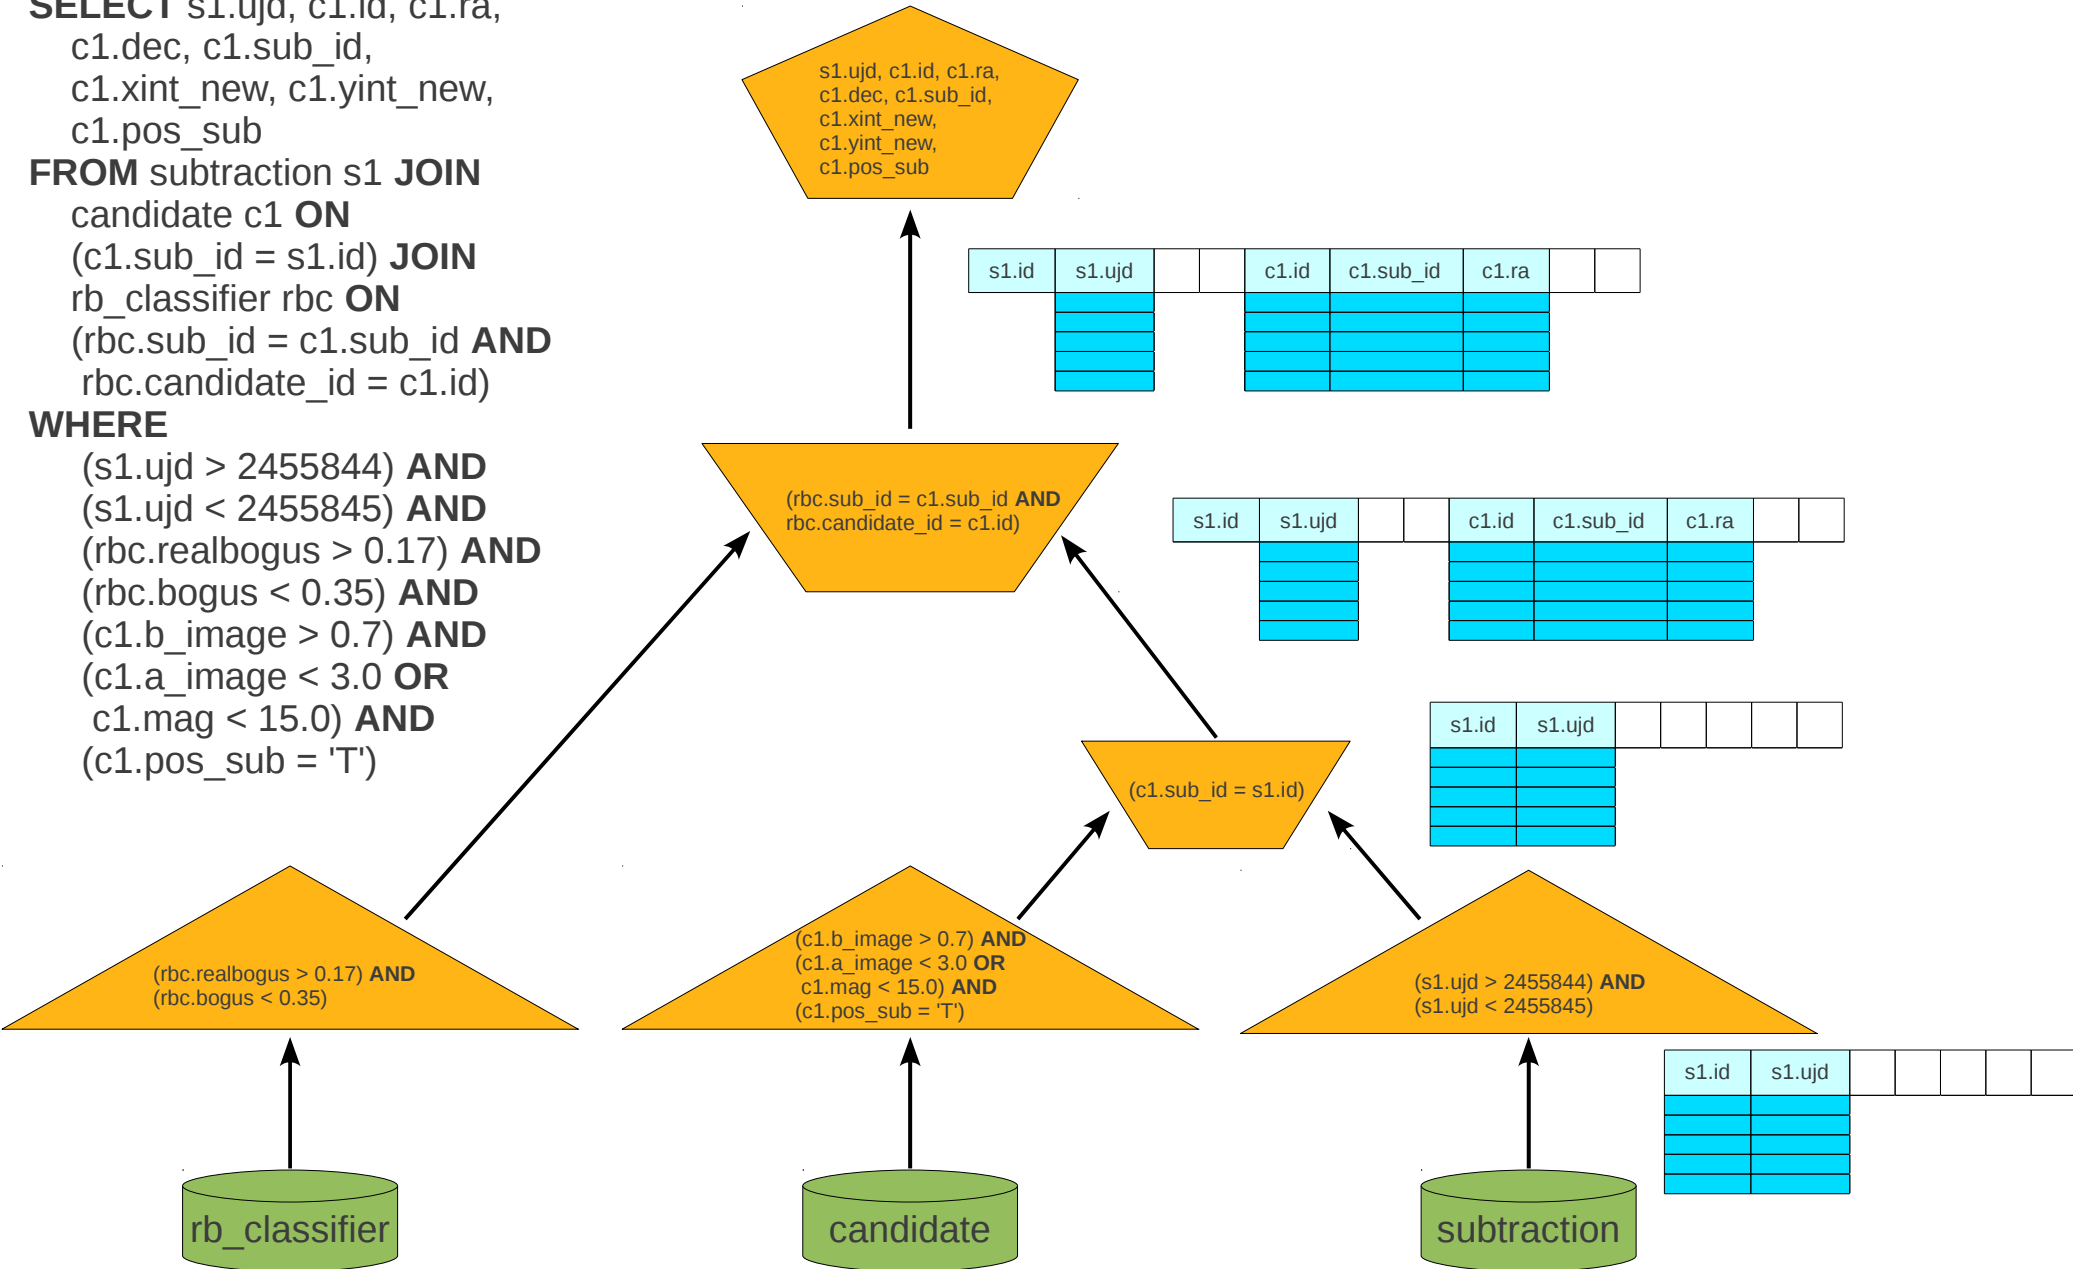 SELECT s1.ujd, c1.id, c1.ra,
c1.dec, c1.sub_id,
c1.xint_new, c1.yint_new,
c1.pos_sub
FROM subtraction s1 JOIN
candidate c1 ON
(c1.sub_id = s1.id) JOIN
rb_classifier rbc ON
(rbc.sub_id = c1.sub_id AND
rbc.candidate_id = c1.id)
WHERE
(s1.ujd > 2455844) AND
(s1.ujd < 2455845) AND
(rbc.realbogus > 0.17) AND
(rbc.bogus < 0.35) AND
(c1.b_image > 0.7) AND
(c1.a_image < 3.0 OR
c1.mag < 15.0) AND
(c1.pos_sub = 'T')
s1.ujd, c1.id, c1.ra,
c1.dec, c1.sub_id,
c1.xint_new,
c1.yint_new,
c1.pos_sub
s1.id s1.ujd c1.id c1.sub_id c1.ra
(rbc.sub_id = c1.sub_id AND
rbc.candidate_id = c1.id)
s1.id s1.ujd c1.id c1.sub_id c1.ra
s1.id s1.ujd
(c1.sub_id = s1.id)
(rbc.realbogus > 0.17) AND
(rbc.bogus < 0.35)
(c1.b_image > 0.7) AND
(c1.a_image < 3.0 OR
c1.mag < 15.0) AND
(c1.pos_sub = 'T')
(s1.ujd > 2455844) AND
(s1.ujd < 2455845)
s1.id s1.ujd
rb_classifier
candidate
subtraction